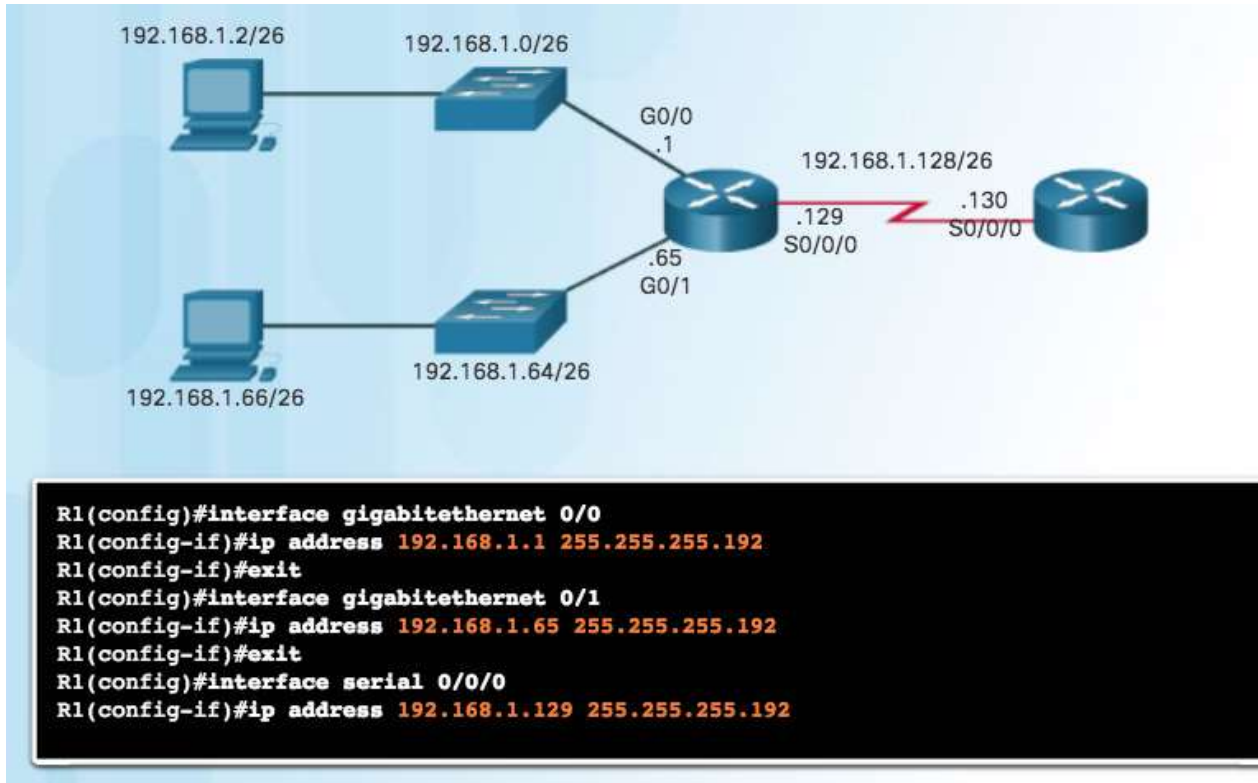 192.168.1.2/26
192.168.1.0/26
G0/0
.1
192.168.1.128/26
.129
S0/0/0
.130
S0/0/0
.65
G0/1
192.168.1.66/26
192.168.1.64/26
R1(config)#interface gigabitethernet 0/0
R1(config-if)#ip address 192.168.1.1 255.255.255.192
R1(config-if)#exit
R1(config)#interface gigabitethernet 0/1
R1(config-if)#ip address 192.168.1.65 255.255.255.192
R1(config-if)#exit
R1(config)#interface serial 0/0/0
R1(config-if)#ip address 192.168.1.129 255.255.255.192